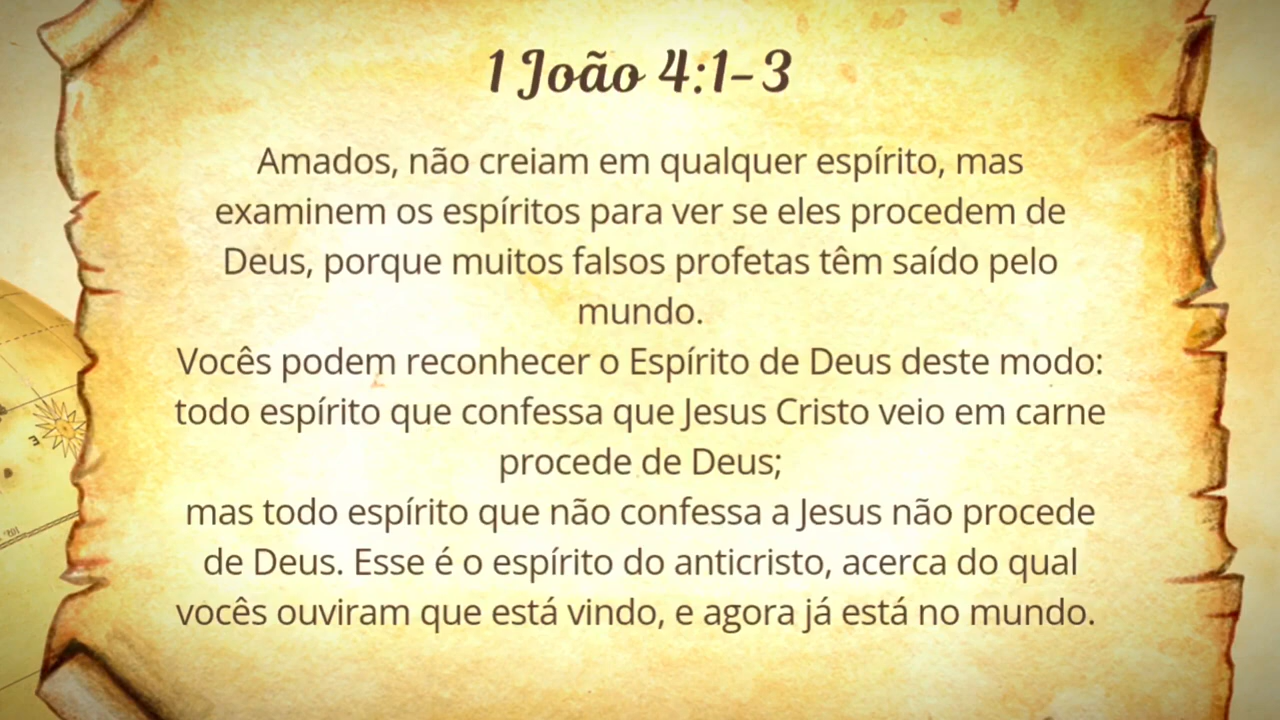 1 João 4:1-3
Amados, não creiam em qualquer espírito, mas
examinem os espíritos para ver se eles procedem de
Deus, porque muitos falsos profetas têm saído pelo
mundo.
Vocês podem reconhecer o Espírito de Deus deste modo:
todo espírito que confessa que Jesus Cristo veio em carne
procede de Deus;
mas todo espírito que não confessa a Jesus não procede
de Deus. Esse é o espírito do anticristo, acerca do qual
vocês ouviram que está vindo, e agora já está no mundo.